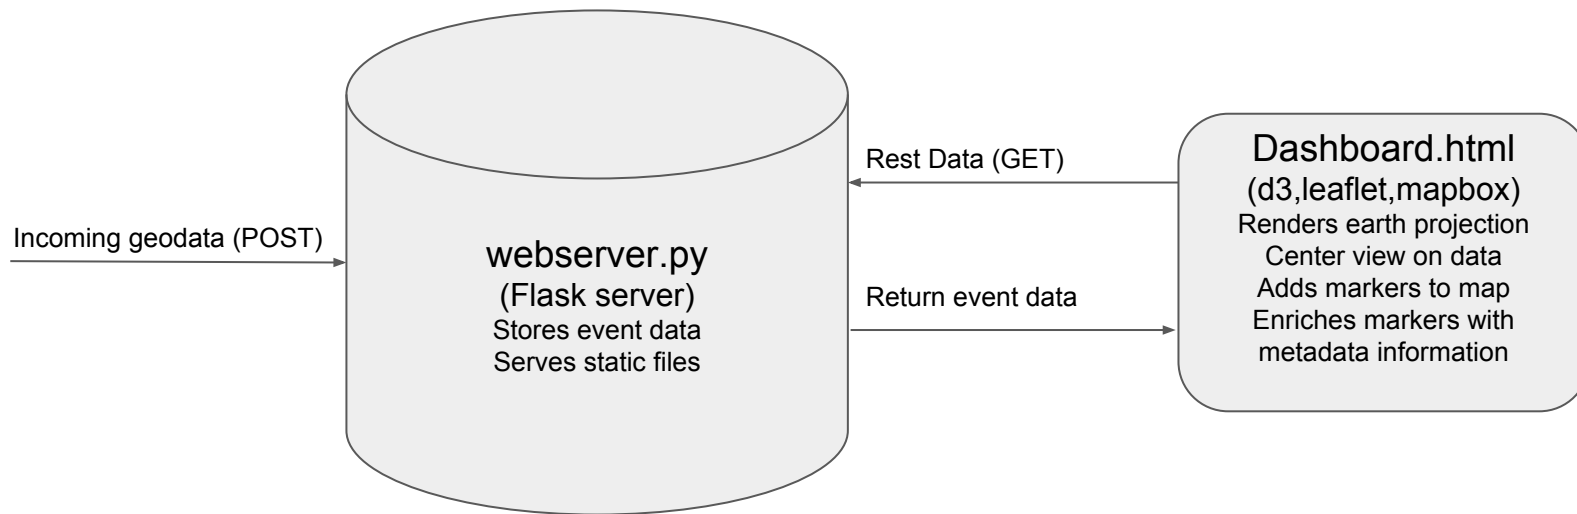 Incoming geodata (POST)
webserver.py
(Flask server)
Stores event data
Serves static files
Rest Data (GET)
Return event data
Dashboard.html
(d3,leaflet,mapbox)
Renders earth projection
Center view on data
Adds markers to map
Enriches markers with
metadata information